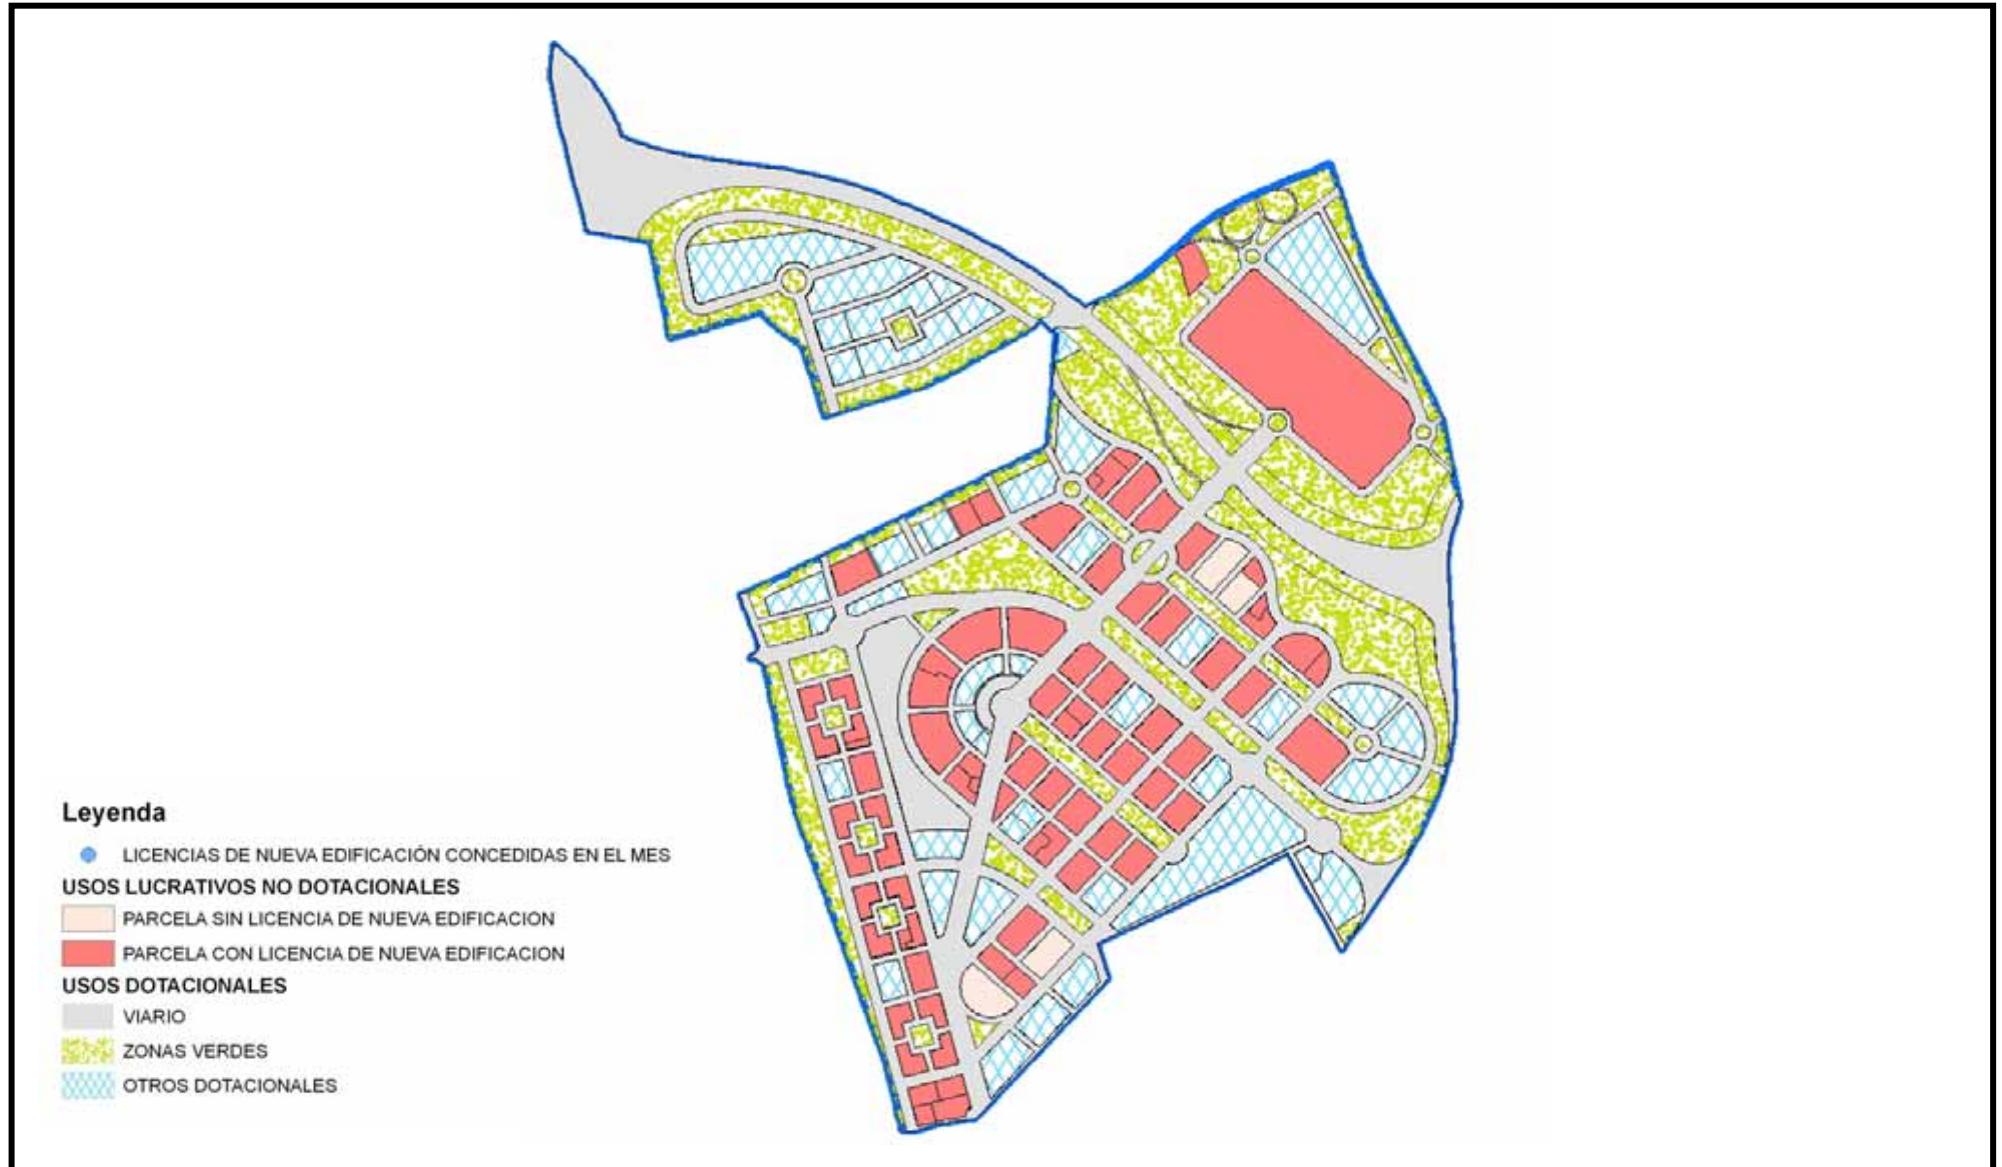 Leyenda
LICENCIAS DE NUEVA EDIFICACIÓN CONCEDIDAS EN EL MES
USOS LUCRATIVOS NO DOTACIONALES
PARCELA SIN LICENCIA DE NUEVA EDIFICACION
PARCELA CON LICENCIA DE NUEVA EDIFICACION
USOS DOTACIONALES
VIARIO
ZONAS VERDES
OTROS DOTACIONALES